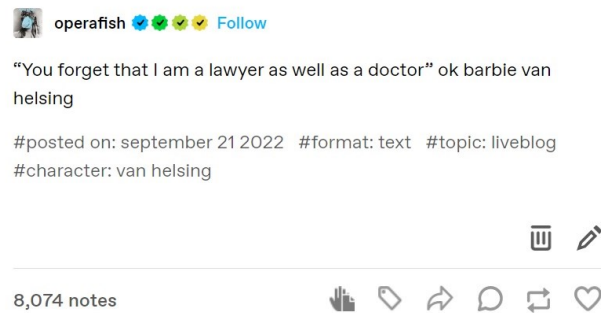 operafish Follow
“You forget that I am a lawyer as well as a doctor” ok barbie van
helsing
#posted on: september 21 2022 #format: text #topic: liveblog
#character: van helsing
8,074 notes